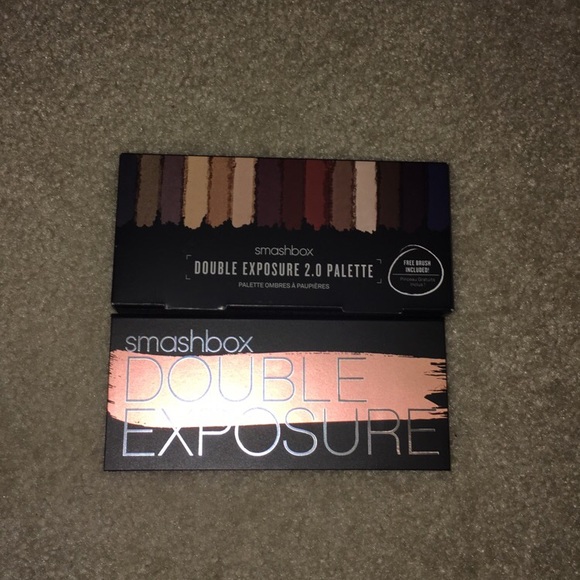 smashbox
DOUBLE EXPOSURE 2.0 PALETTE
PALETTE OMBRES À PAUPIÈRES
FREE BRUSH
INCLUDED!
smashbox
DOUBLE
EXPOSURE